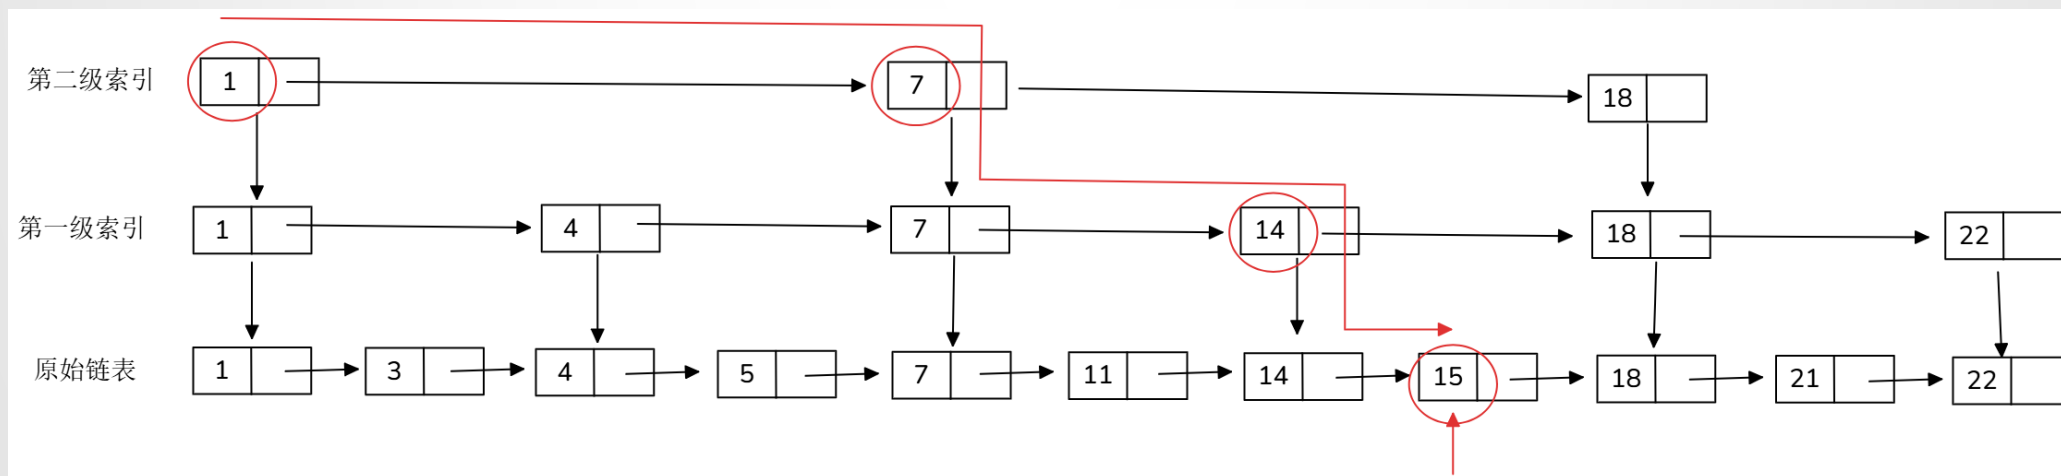 第二级索引 1 7 18
第一级索引 1 4 7 14 18 22
原始链表 1 3 4 5 7 11 14 15 18 21 22